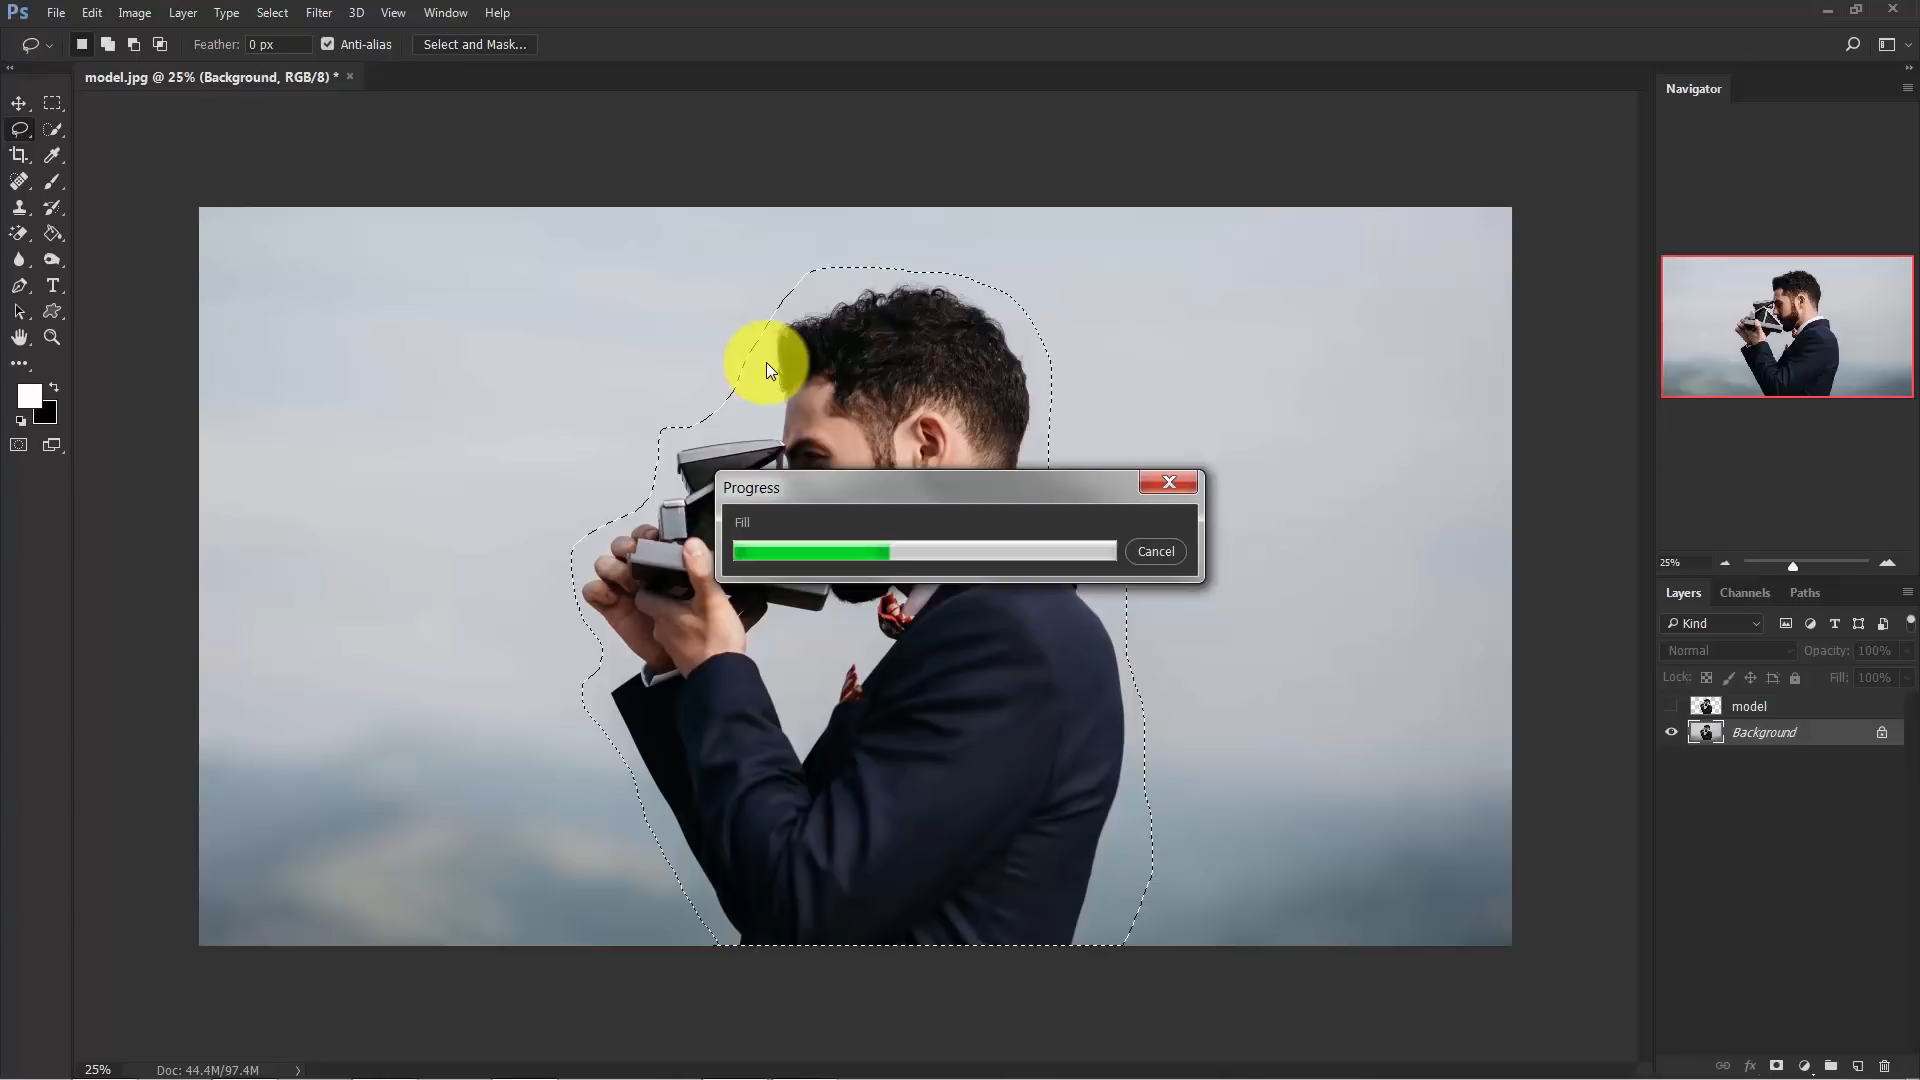 Ps File Edit Image Layer Type Select Filter 3D View Window Help
Feather: 0 px Anti-alias Select and Mask...
model.jpg @ 25% (Background, RGB/8) *
Navigator
Progress
Fill
Cancel
25%
Layers Channels Paths
Kind
Normal Opacity: 100%
Lock: Fill: 100%
model
Background
fx
25% Doc: 44.4M/97.4M